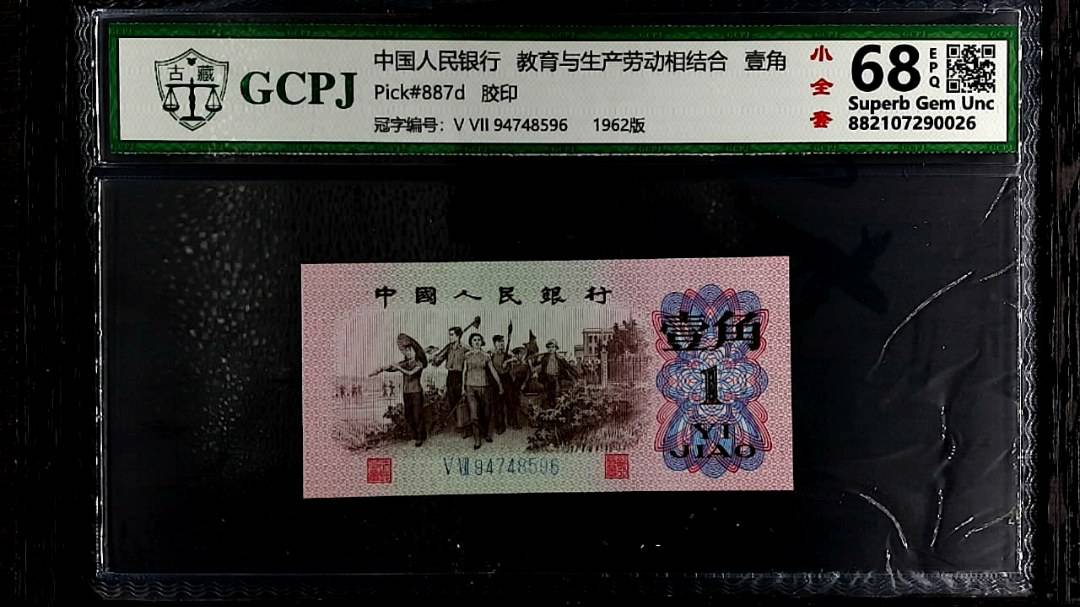 古藏
GCPJ
中国人民银行 教育与生产劳动相结合 壹角
Pick#887d 胶印
冠字编号：V VII 94748596 1962版
小全套
68
EPQ
Superb Gem Unc
882107290026
中國人民銀行
壹角
1
YI
JIAO
V VII 94748596